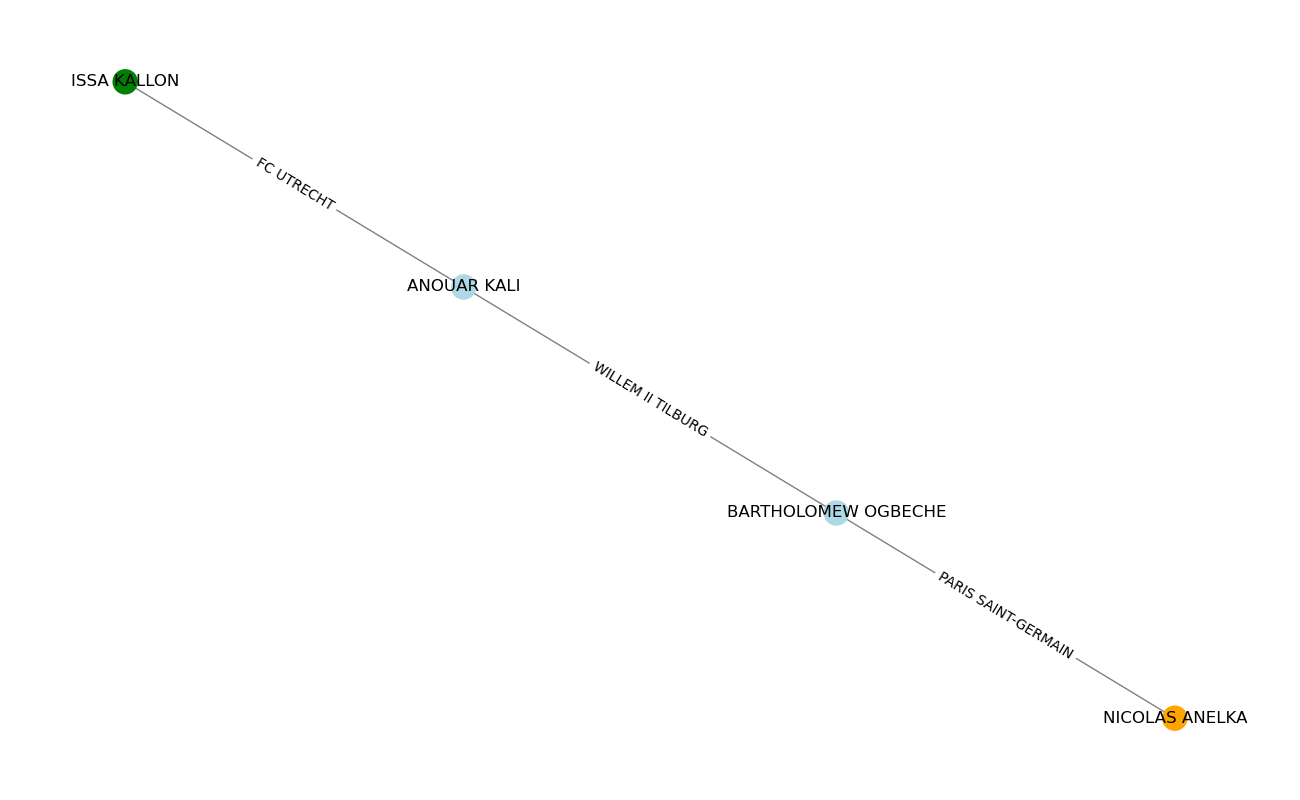 ISSA KALLON
FC UTRECHT
ANOUAR KALI
WILLEM II TILBURG
BARTHOLOMEW OGBECHE
PARIS SAINT-GERMAIN
NICOLAS ANELKA